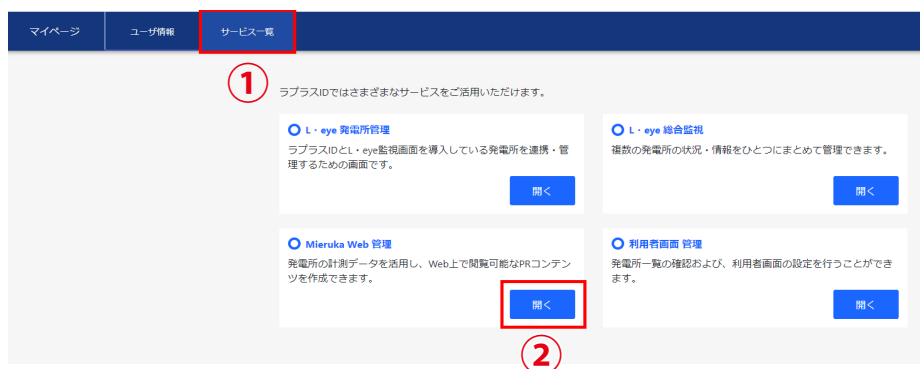 マイページ
ユーザ情報
サービス一覧
①
ラプラスIDではさまざまなサービスをご活用いただけます。
L・eye 発電所管理
ラプラスIDとL・eye監視画面を導入している発電所を連携・管
理するための画面です。
開く
L・eye 総合監視
複数の発電所の状況・情報をひとつにまとめて管理できます。
開く
Mieruka Web 管理
発電所の計測データを活用し、Web上で閲覧可能なPRコンテン
ツを作成できます。
開く
②
利用者画面 管理
発電所一覧の確認および、利用者画面の設定を行うことができ
ます。
開く